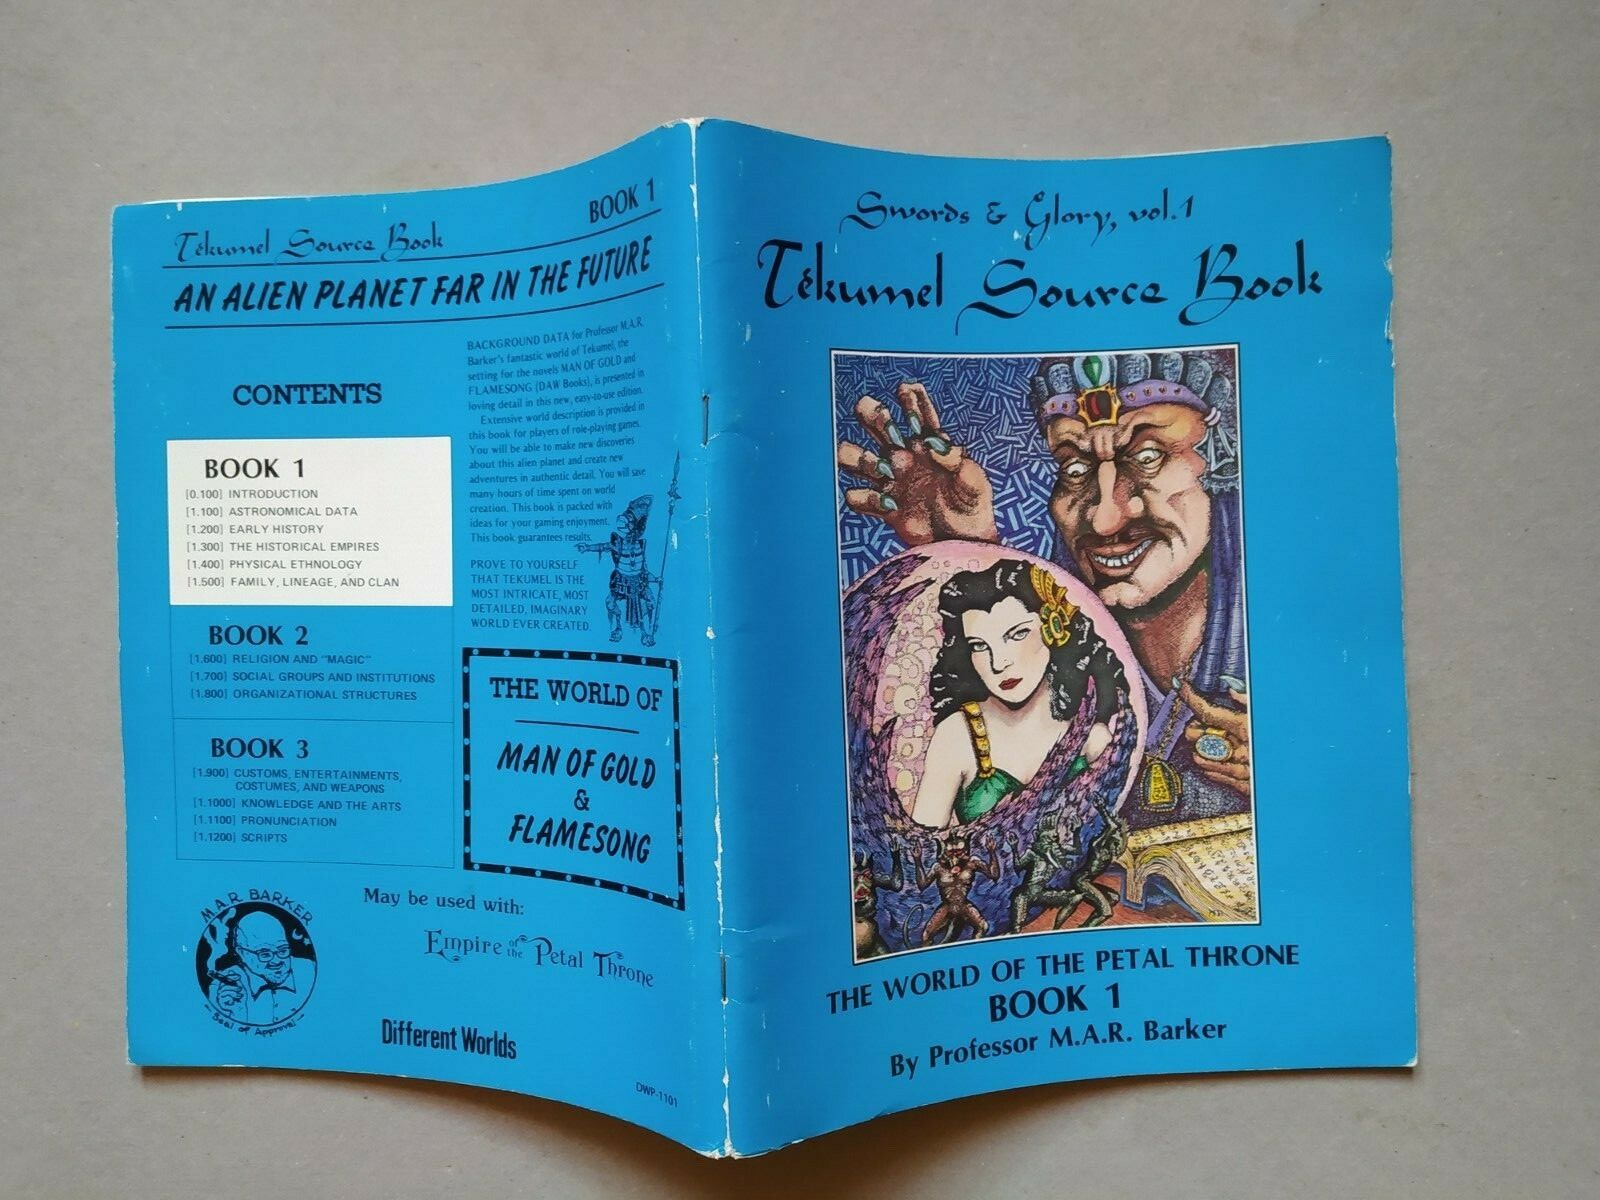 Tékumel Source Book
BOOK 1
AN ALIEN PLANET FAR IN THE FUTURE
CONTENTS
BOOK 1
[0.100] INTRODUCTION
[1.100] ASTRONOMICAL DATA
[1.200] EARLY HISTORY
[1.300] THE HISTORICAL EMPIRES
[1.400] PHYSICAL ETHNOLOGY
[1.500] FAMILY, LINEAGE, AND CLAN
BOOK 2
[1.600] RELIGION AND "MAGIC"
[1.700] SOCIAL GROUPS AND INSTITUTIONS
[1.800] ORGANIZATIONAL STRUCTURES
BOOK 3
[1.900] CUSTOMS, ENTERTAINMENTS,
COSTUMES, AND WEAPONS
[1.1000] KNOWLEDGE AND THE ARTS
[1.1100] PRONUNCIATION
[1.1200] SCRIPTS
BACKGROUND DATA for Professor M.A.R.
Barker's fantastic world of Tekumel, the
setting for the novels MAN OF GOLD and
FLAMESONG (DAW Books), is presented in
loving detail in this new, easy-to-use edition.
Extensive world description is provided in
this book for players of role-playing games.
You will be able to make new discoveries
about this alien planet and create new
adventures in authentic detail. You will save
many hours of time spent on world
creation. This book is packed with
ideas for your gaming enjoyment.
This book guarantees results.
PROVE TO YOURSELF
THAT TEKUMEL IS THE
MOST INTRICATE, MOST
DETAILED, IMAGINARY
WORLD EVER CREATED.
THE WORLD OF
MAN OF GOLD
&
FLAMESONG
M.A.R. BARKER
Seal of Approval
May be used with:
Empire of the Petal Throne
Different Worlds
DWP-1101
Swords & Glory, vol.1
Tékumel Source Book
THE WORLD OF THE PETAL THRONE
BOOK 1
By Professor M.A.R. Barker